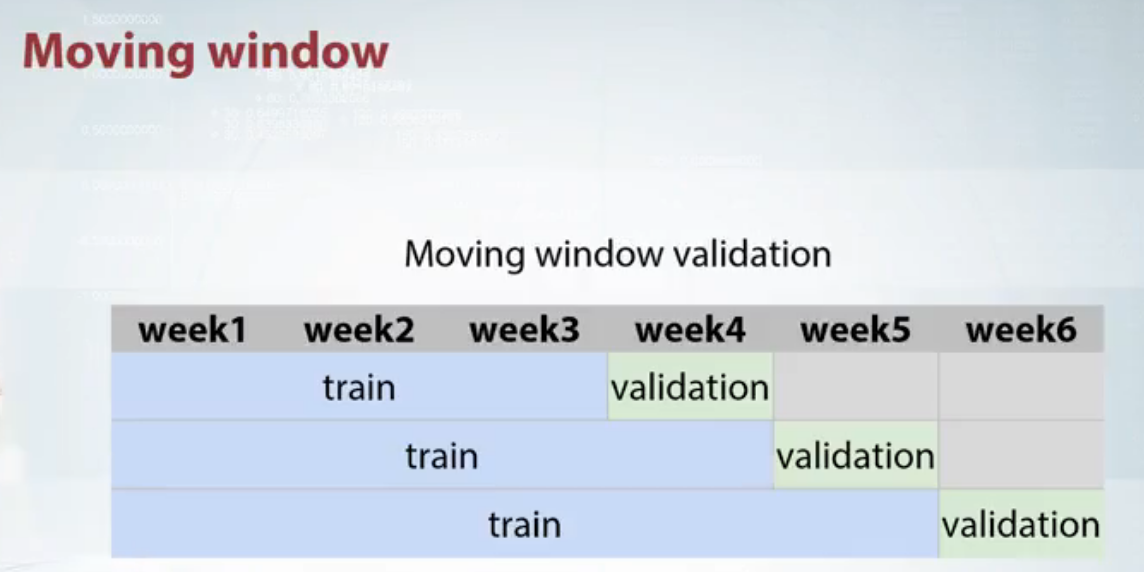 Moving window
Moving window validation
week1 week2 week3 week4 week5 week6
train validation
train validation
train validation